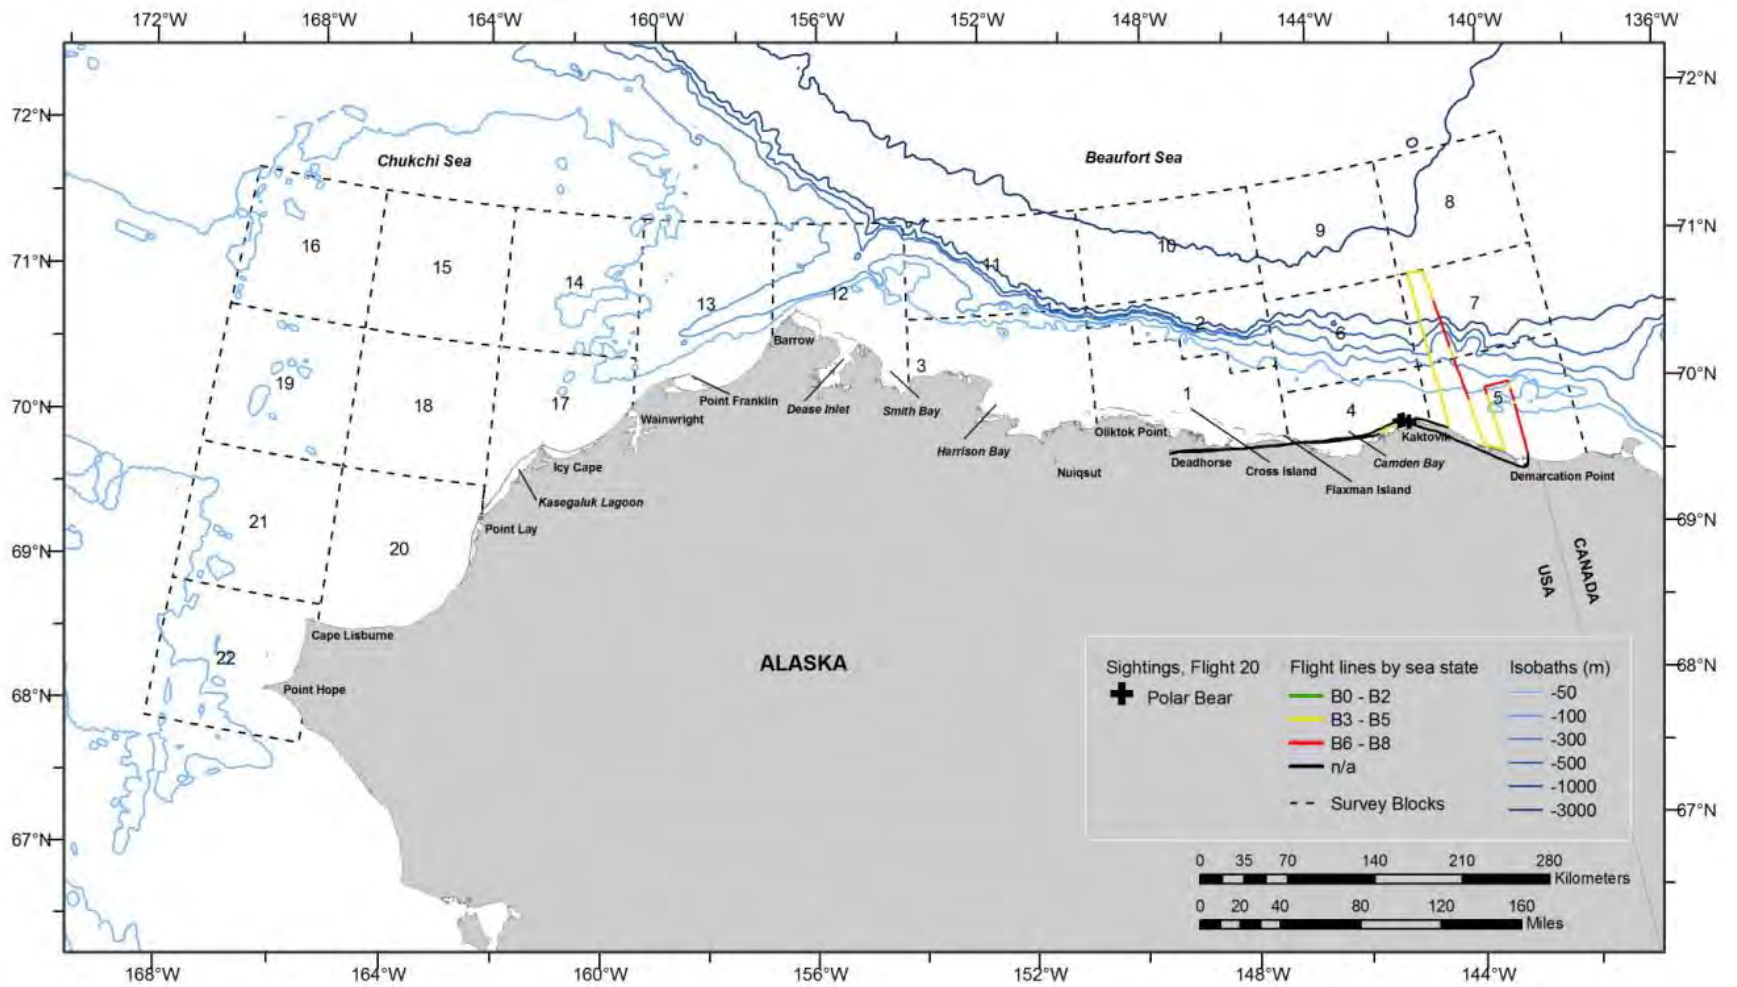 172°W 168°W 164°W 160°W 156°W 152°W 148°W 144°W 140°W 136°W
72°N 72°N
Chukchi Sea Beaufort Sea
8
9
16 10 71°N
15 11
71°N 14 12
13 7
2 6
Barrow
70°N
19 3
18 17 Point Franklin Dease Inlet Smith Bay 1 4 5
70°N Wainwright
Oliktok Point Kaktovik
Harrison Bay
Icy Cape Deadhorse Cross Island Camden Bay
Nuiqsut Demarcation Point
Flaxman Island
Kasegaluk Lagoon
21 69°N
Point Lay
20
69°N
CANADA
USA
Cape Lisburne
22
ALASKA
68°N
Point Hope
68°N
Sightings, Flight 20
Polar Bear
Flight lines by sea state
B0 - B2
B3 - B5
B6 - B8
n/a
Survey Blocks
Isobaths (m)
-50
-100
-300
-500
-1000
-3000
67°N
67°N
0 35 70 140 210 280
Kilometers
0 20 40 80 120 160
Miles
168°W 164°W 160°W 156°W 152°W 148°W 144°W